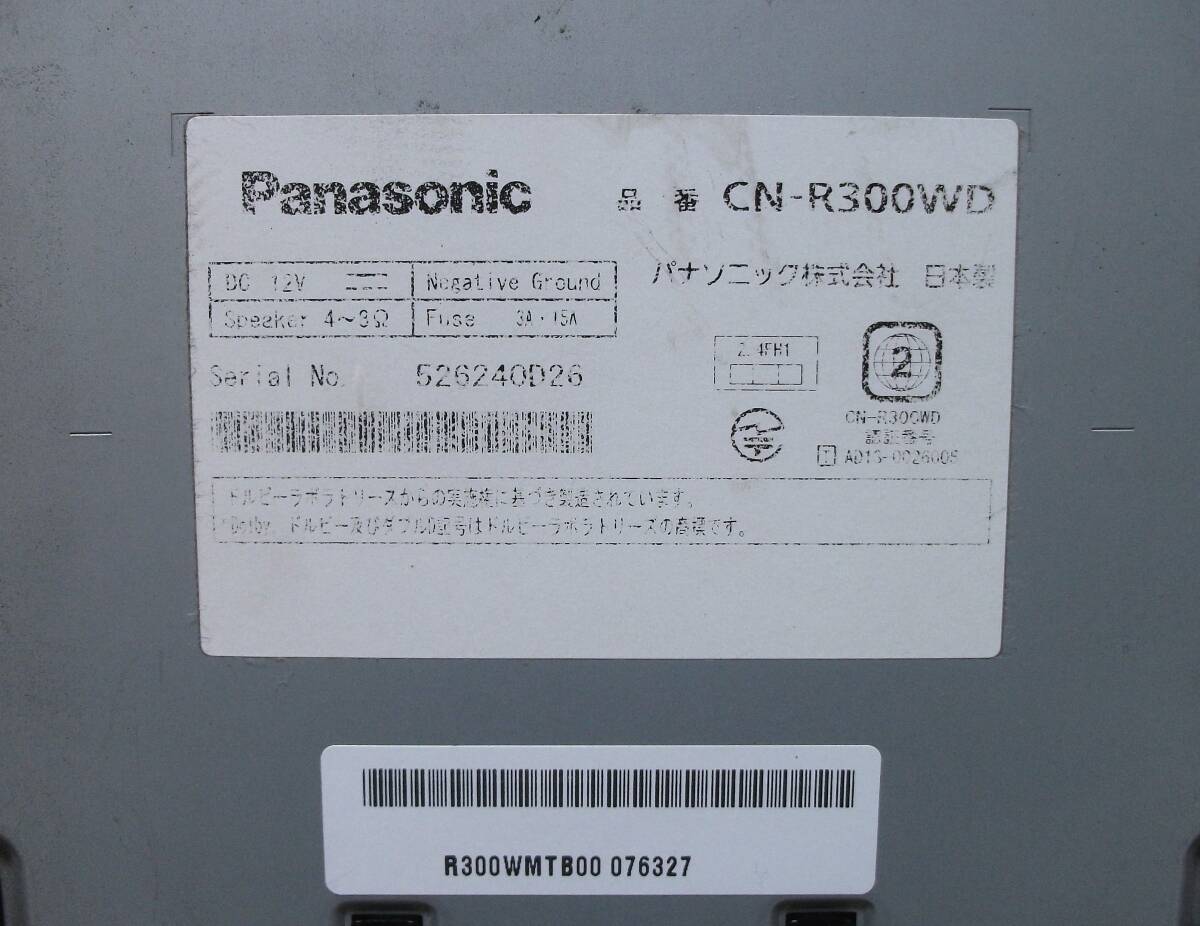 Panasonic 品番 CN-R300WD
DC 12V Negative Ground
パナソニック株式会社 日本製
Speaker 4～8Ω Fuse 3A・15A
2.4FH1
2
Serial No. 526240D26
CN-R300WD
認証番号
ドルビーラボラトリースからの実施権に基づき製造されています。
Dolby、ドルビー及びダブルD記号はドルビーラボラトリーズの商標です。
R300WMTB00 076327